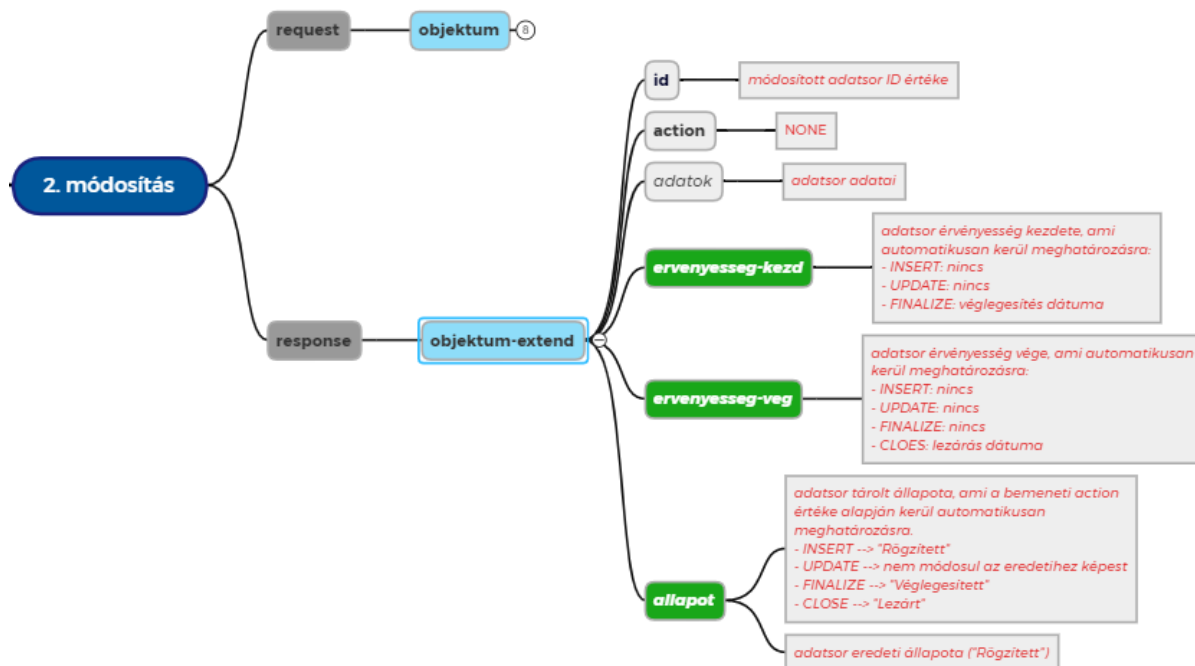 2. módosítás
request
objektum
8
response
objektum-extend
id
módosított adatsor ID értéke
action
NONE
adatok
adatsor adatai
ervenyesseg-kezd
adatsor érvényesség kezdete, ami
automatikusan kerül meghatározásra:
- INSERT: nincs
- UPDATE: nincs
- FINALIZE: véglegesítés dátuma
ervenyesseg-veg
adatsor érvényesség vége, ami automatikusan
kerül meghatározásra:
- INSERT: nincs
- UPDATE: nincs
- FINALIZE: nincs
- CLOES: lezárás dátuma
allapot
adatsor tárolt állapota, ami a bemeneti action
értéke alapján kerül automatikusan
meghatározásra.
- INSERT --> "Rögzített"
- UPDATE --> nem módosul az eredetihez képest
- FINALIZE --> "Véglegesített"
- CLOSE --> "Lezárt"
adatsor eredeti állapota ("Rögzített")